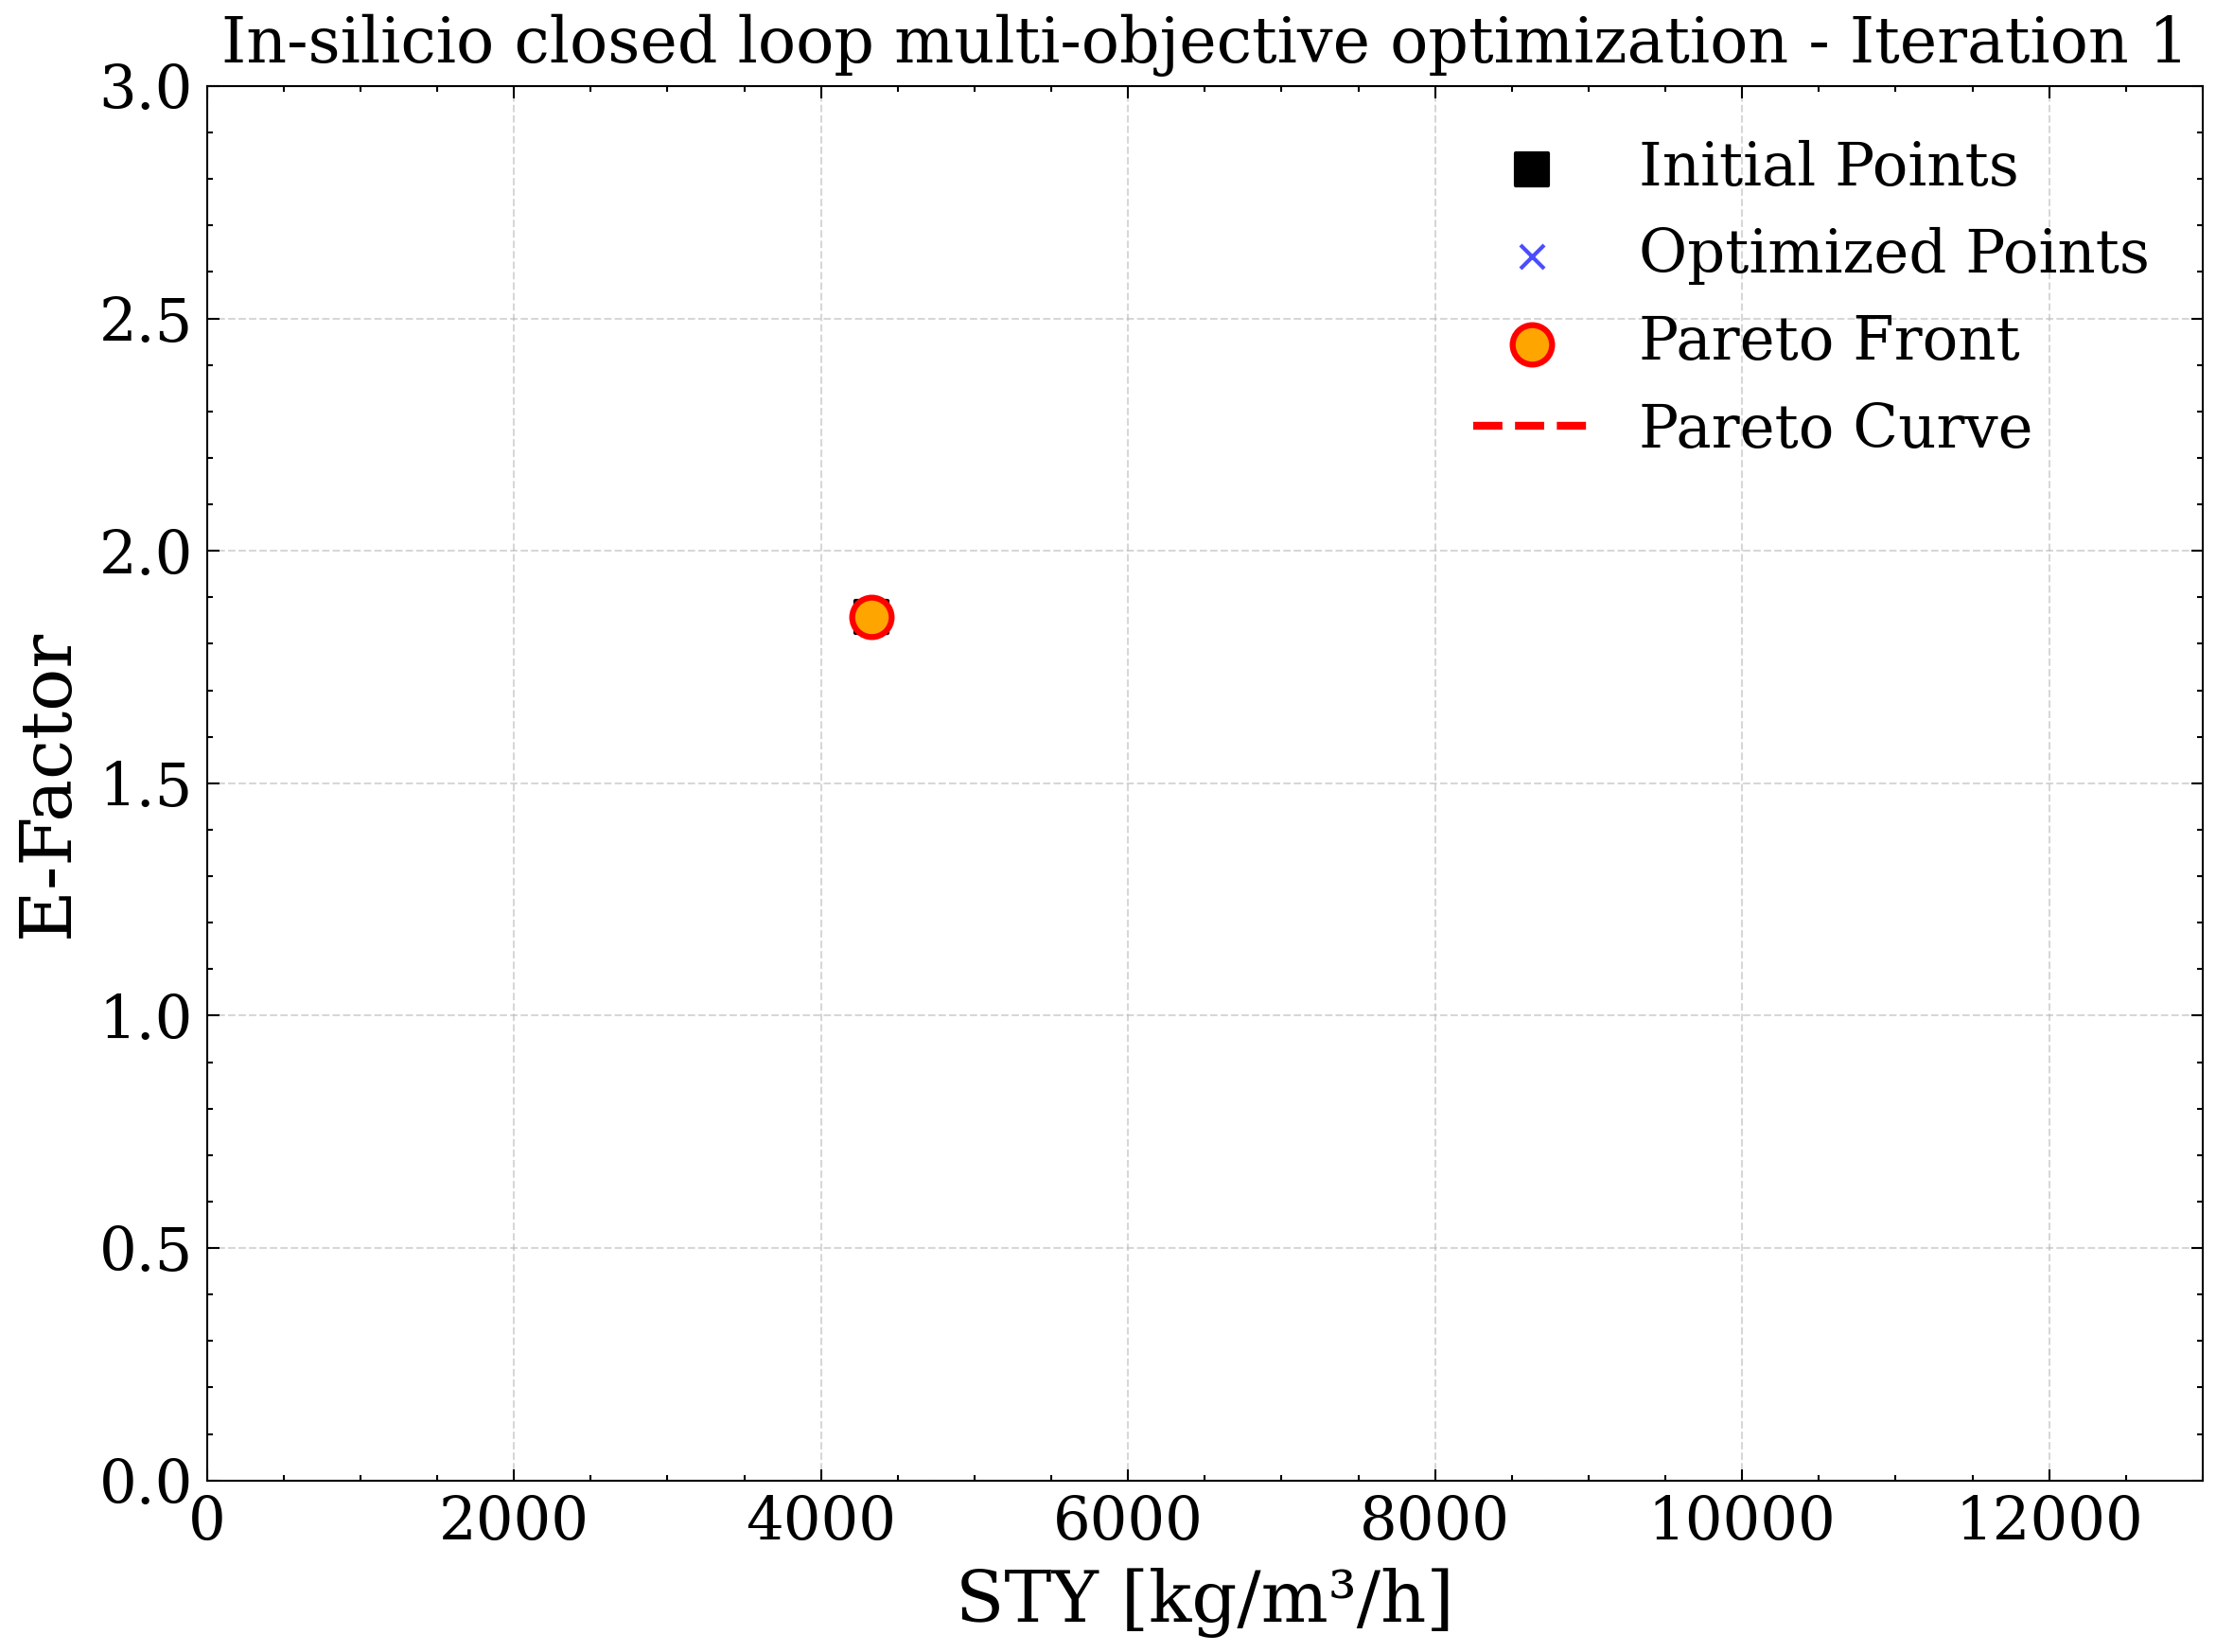 In-silicio closed loop multi-objective optimization - Iteration 1
3.0
2.5
2.0
1.5
1.0
0.5
0.0
E-Factor
Initial Points
Optimized Points
Pareto Front
Pareto Curve
0 2000 4000 6000 8000 10000 12000
STY [kg/m³/h]